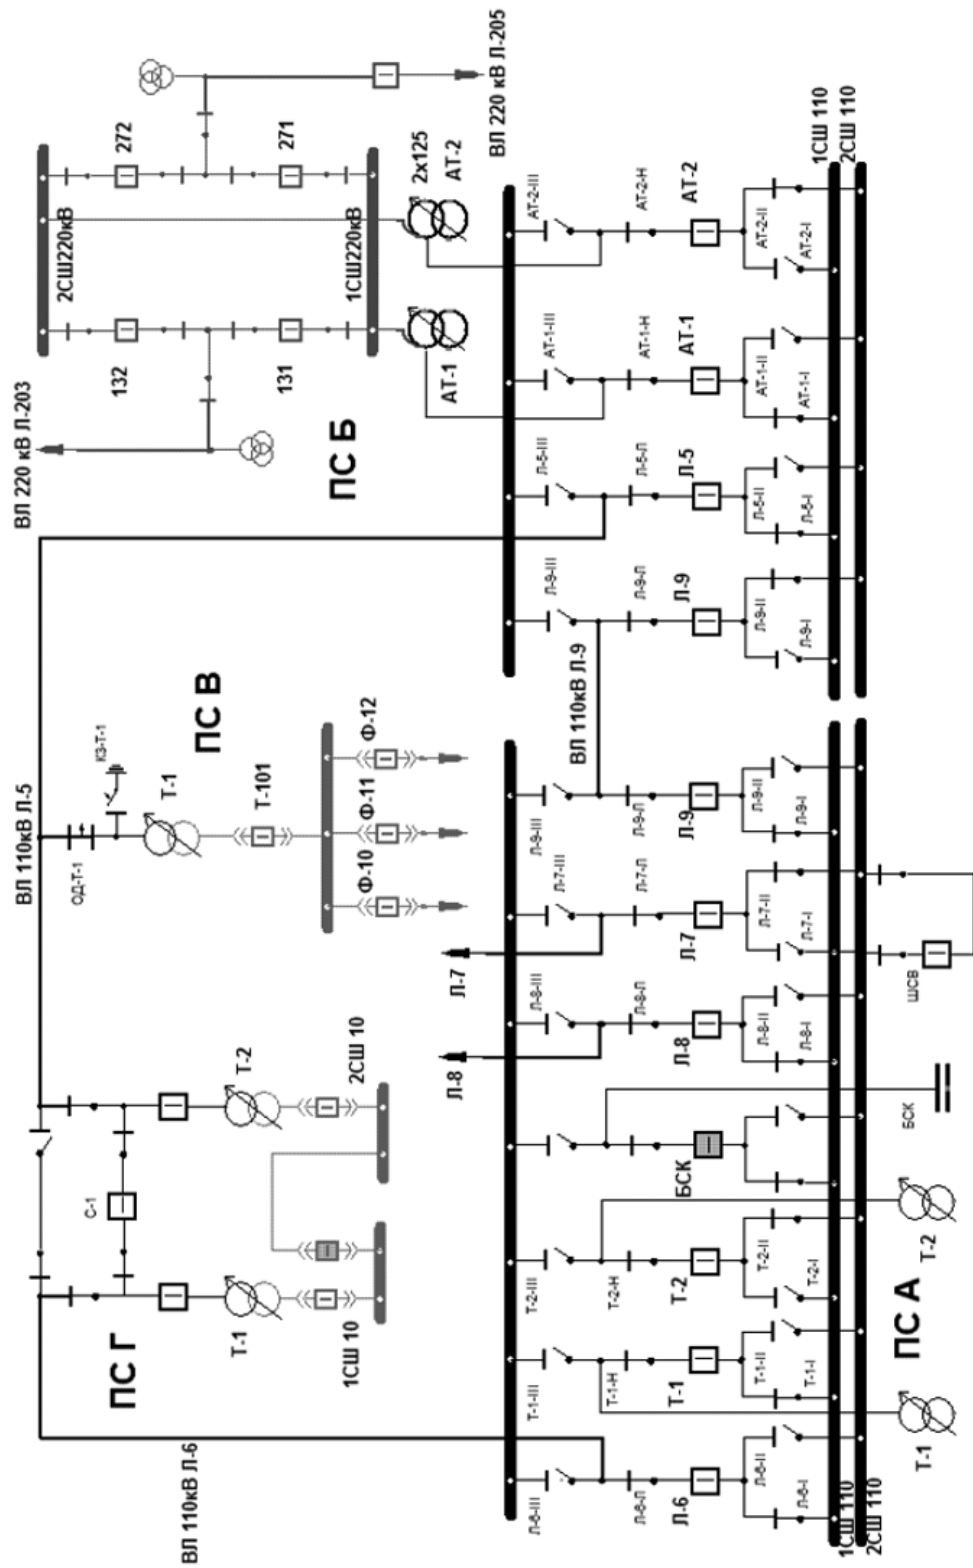 ВЛ 110кВ Л-6
ПС Г
Т-1
Т-2
С-1
1СШ 10
2СШ 10
ВЛ 110кВ Л-5
ОД-Т-1
КЗ-Т-1
Т-1
ПС В
Т-101
Ф-10
Ф-11
Ф-12
ВЛ 220 кВ Л-203
ПС Б
132
131
2СШ220кВ
1СШ220кВ
272
271
АТ-1
2х125
АТ-2
ВЛ 220 кВ Л-205
Л-8
Л-7
ВЛ 110кВ Л-9
Л-6-III
Л-6-Л
Л-6
Л-6-II
Л-6-I
Т-1-III
Т-1-Н
Т-1
Т-1-II
Т-1-I
Т-2-III
Т-2-Н
Т-2
Т-2-II
Т-2-I
БСК
Л-8-III
Л-8-Л
Л-8
Л-8-II
Л-8-I
Л-7-III
Л-7-Л
Л-7
Л-7-II
Л-7-I
Л-9-III
Л-9-Л
Л-9
Л-9-II
Л-9-I
Л-9-III
Л-9-Л
Л-9
Л-9-II
Л-9-I
Л-5-III
Л-5-Л
Л-5
Л-5-II
Л-5-I
АТ-1-III
АТ-1-Н
АТ-1
АТ-1-II
АТ-1-I
АТ-2-III
АТ-2-Н
АТ-2
АТ-2-II
АТ-2-I
1СШ 110
2СШ 110
1СШ 110
2СШ 110
Т-1
ПС А
Т-2
БСК
ШСВ